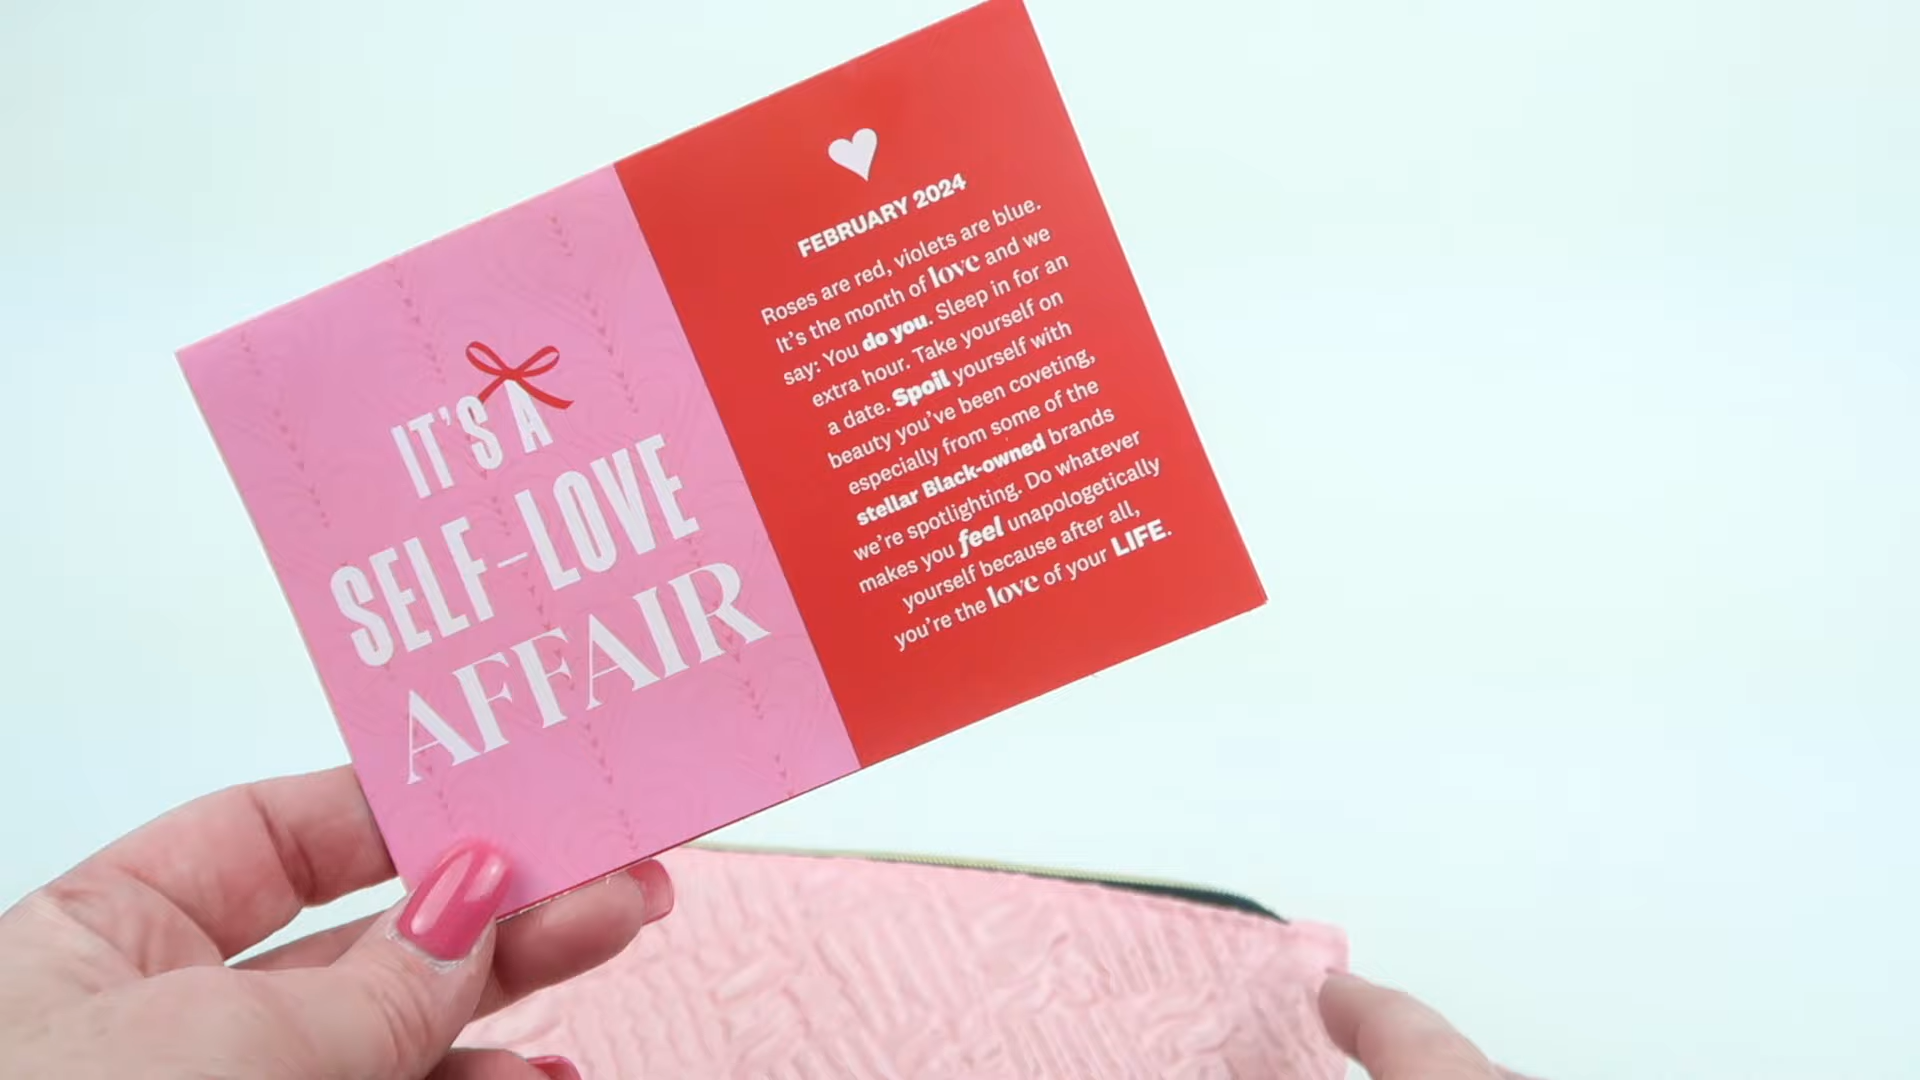 IT'S A
SELF-LOVE
AFFAIR
FEBRUARY 2024
Roses are red, violets are blue.
It's the month of love and we
say: You do you. Sleep in for an
extra hour. Take yourself on
a date. Spoil yourself with
beauty you've been coveting,
especially from some of the
stellar Black-owned brands
we're spotlighting. Do whatever
makes you feel unapologetically
yourself because after all,
you're the love of your LIFE.